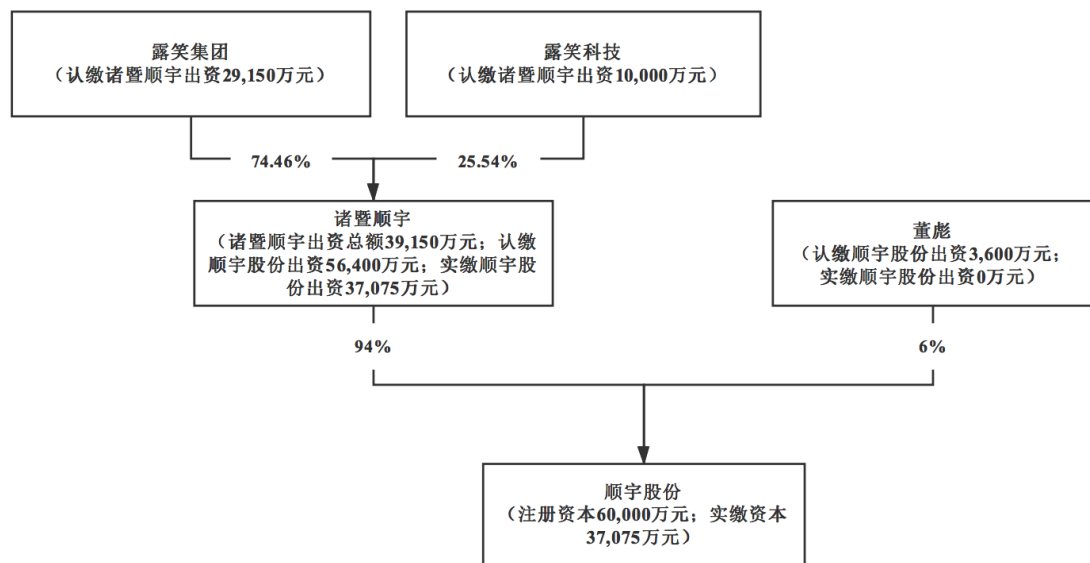 露笑集团
（认缴诸暨顺宇出资29,150万元）
露笑科技
（认缴诸暨顺宇出资10,000万元）
74.46%
25.54%
诸暨顺宇
（诸暨顺宇出资总额39,150万元；认缴
顺宇股份出资56,400万元；实缴顺宇股
份出资37,075万元）
董彪
（认缴顺宇股份出资3,600万元；
实缴顺宇股份出资0万元）
94%
6%
顺宇股份
（注册资本60,000万元；实缴资本
37,075万元）